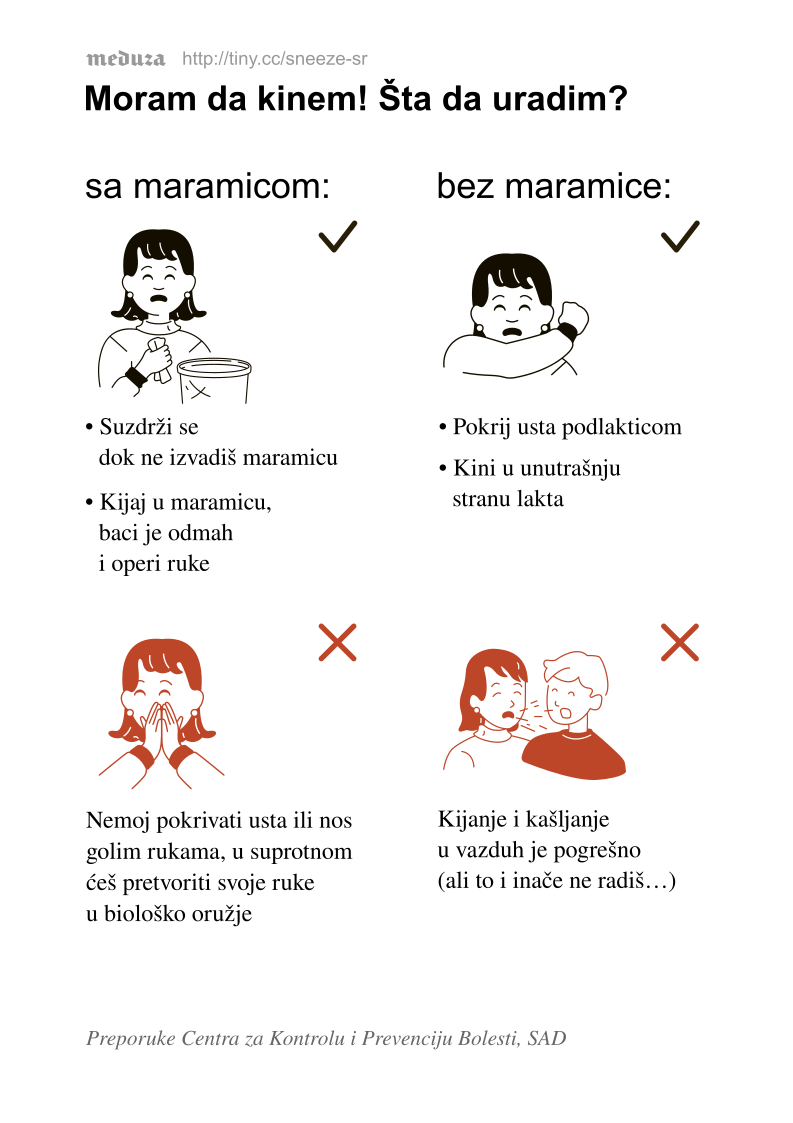 meduza http://tiny.cc/sneeze-sr
Moram da kinem! Šta da uradim?
sa maramicom:
• Suzdrži se
dok ne izvadiš maramicu
• Kijaj u maramicu,
baci je odmah
i operi ruke
bez maramice:
• Pokrij usta podlakticom
• Kini u unutrašnju
stranu lakta
Nemoj pokrivati usta ili nos
golim rukama, u suprotnom
ćeš pretvoriti svoje ruke
u biološko oružje
Kijanje i kašljanje
u vazduh je pogrešno
(ali to i inače ne radiš…)
Preporuke Centra za Kontrolu i Prevenciju Bolesti, SAD